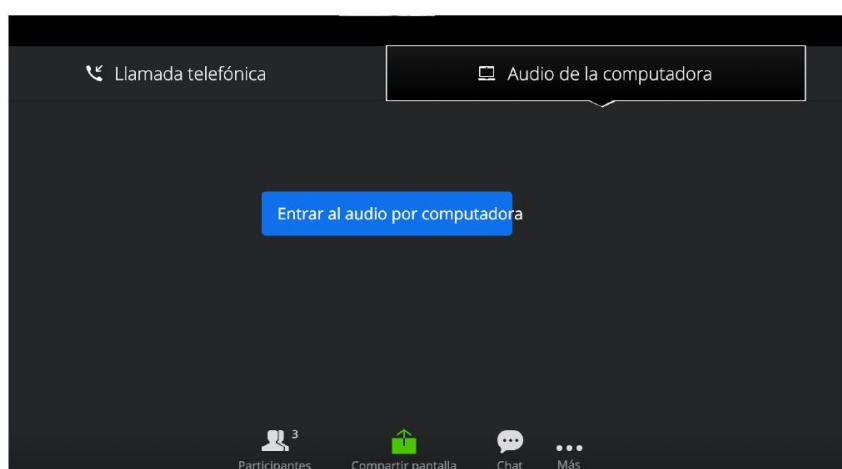 Llamada telefónica
Audio de la computadora
Entrar al audio por computadora
3
Participantes
Compartir pantalla
Chat
Más